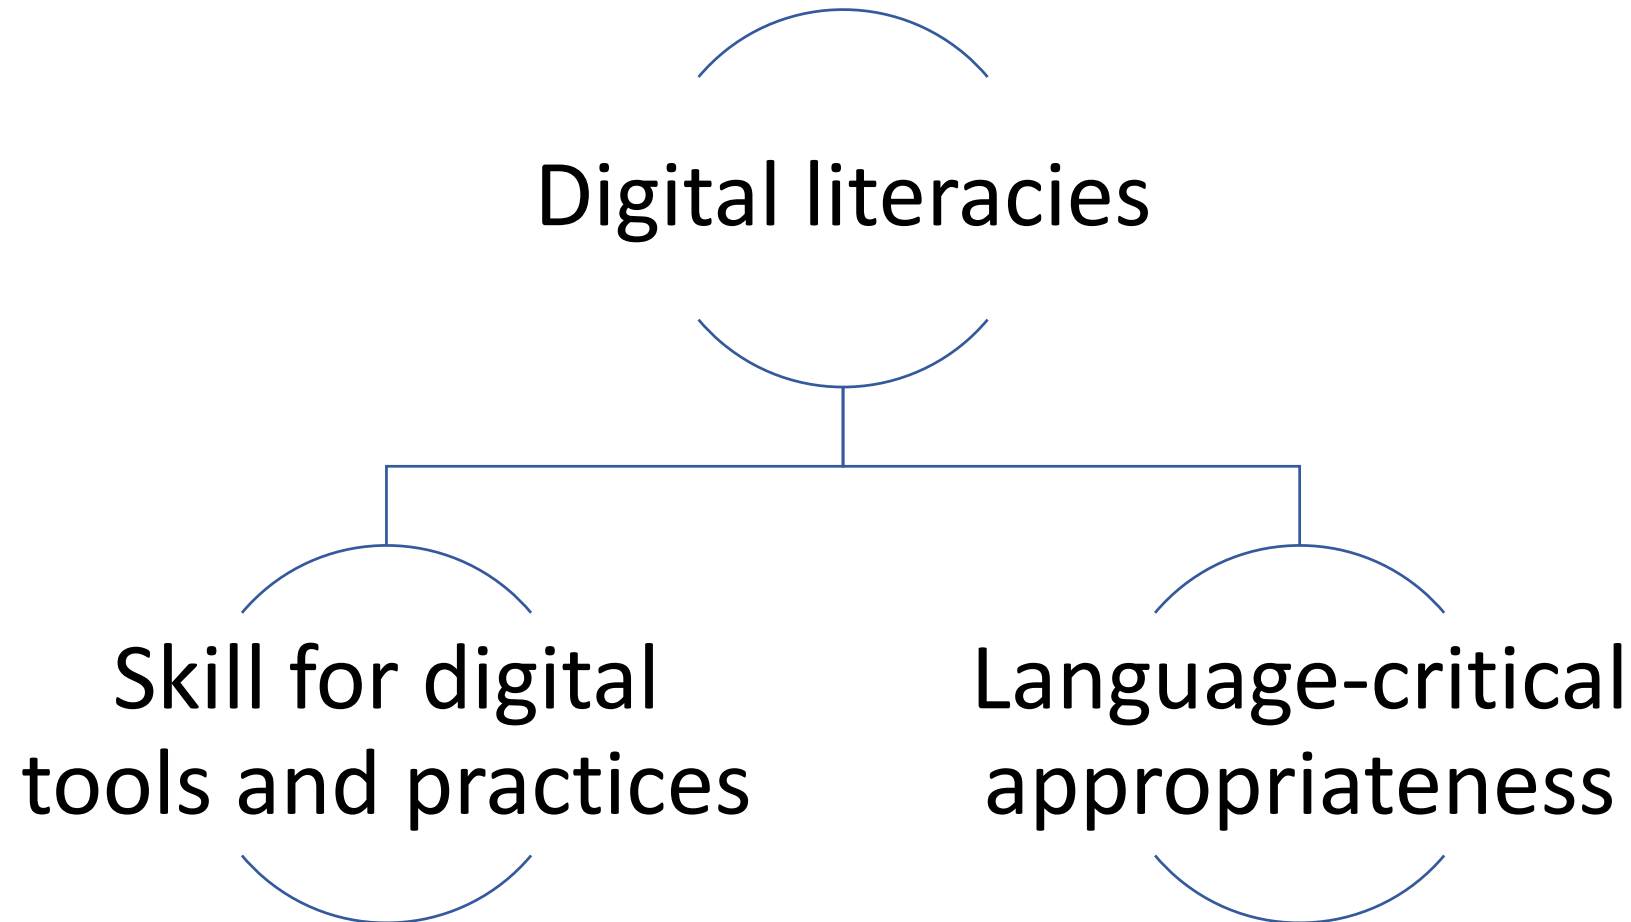 Digital literacies
Skill for digital
tools and practices
Language-critical
appropriateness